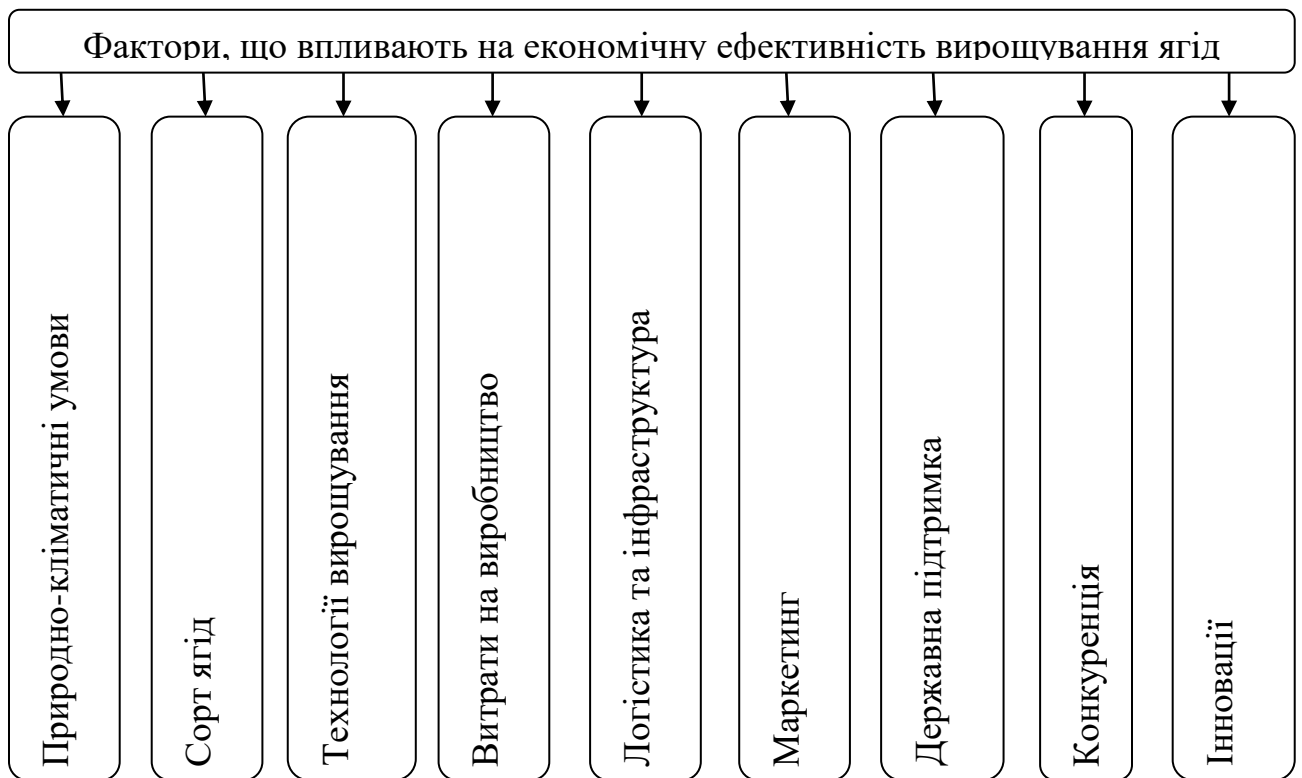 Фактори, що впливають на економічну ефективність вирощування ягід
Природно-кліматичні умови
Сорт ягід
Технології вирощування
Витрати на виробництво
Логістика та інфраструктура
Маркетинг
Державна підтримка
Конкуренція
Інновації